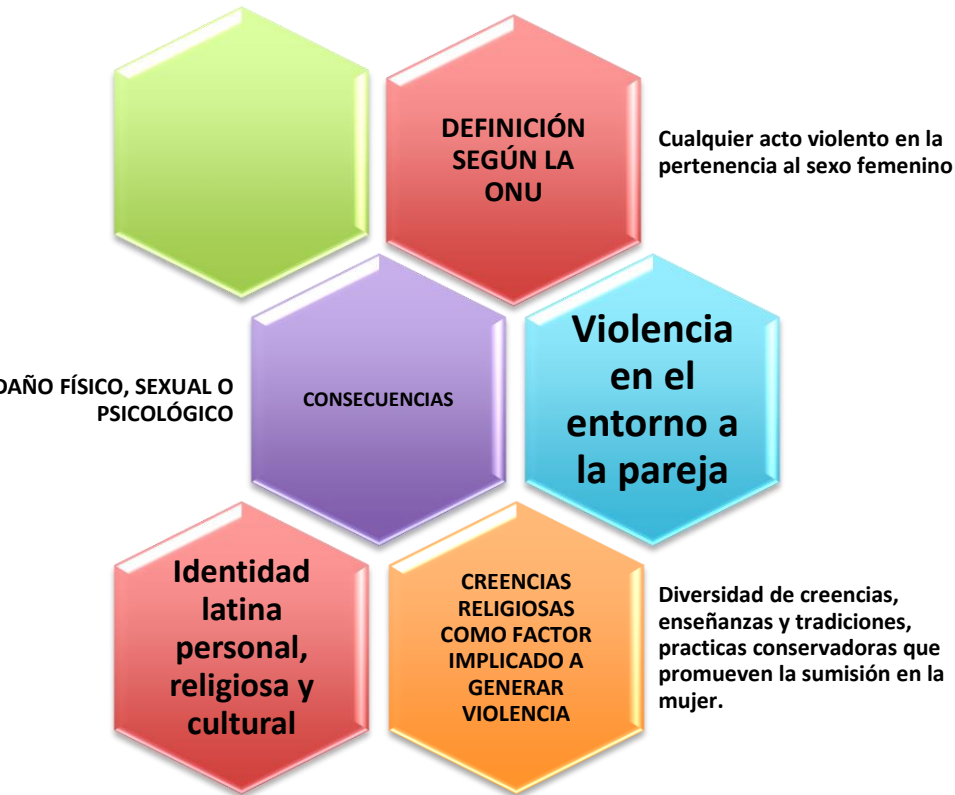 DEFINICIÓN
SEGÚN LA
ONU
Cualquier acto violento en la
pertenencia al sexo femenino
DAÑO FÍSICO, SEXUAL O
PSICOLÓGICO
CONSECUENCIAS
Violencia
en el
entorno a
la pareja
Identidad
latina
personal,
religiosa y
cultural
CREENCIAS
RELIGIOSAS
COMO FACTOR
IMPLICADO A
GENERAR
VIOLENCIA
Diversidad de creencias,
enseñanzas y tradiciones,
practicas conservadoras que
promueven la sumisión en la
mujer.